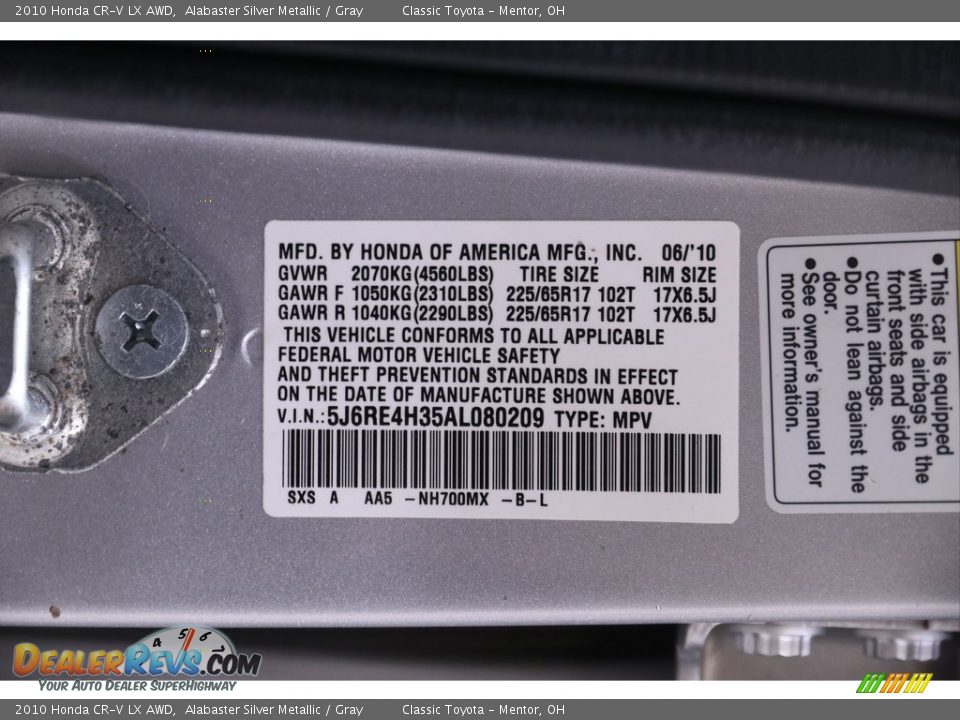 2010 Honda CR-V LX AWD,  Alabaster Silver Metallic / Gray  Classic Toyota - Mentor, OH
MFD. BY HONDA OF AMERICA MFG., INC. 06/'10
GVWR 2070KG(4560LBS) TIRE SIZE RIM SIZE
GAWR F 1050KG(2310LBS) 225/65R17 102T 17X6.5J
GAWR R 1040KG(2290LBS) 225/65R17 102T 17X6.5J
THIS VEHICLE CONFORMS TO ALL APPLICABLE
FEDERAL MOTOR VEHICLE SAFETY
AND THEFT PREVENTION STANDARDS IN EFFECT
ON THE DATE OF MANUFACTURE SHOWN ABOVE.
V.I.N.: 5J6RE4H35AL080209 TYPE: MPV
SXS A AA5 -NH700MX -B-L
●This car is equipped
with side airbags in the
front seats and side
curtain airbags.
●Do not lean against the
door.
●See owner's manual for
more information.
4 5 6
DEALERREVS.COM
YOUR AUTO DEALER SUPERHIGHWAY
2010 Honda CR-V LX AWD,  Alabaster Silver Metallic / Gray  Classic Toyota - Mentor, OH